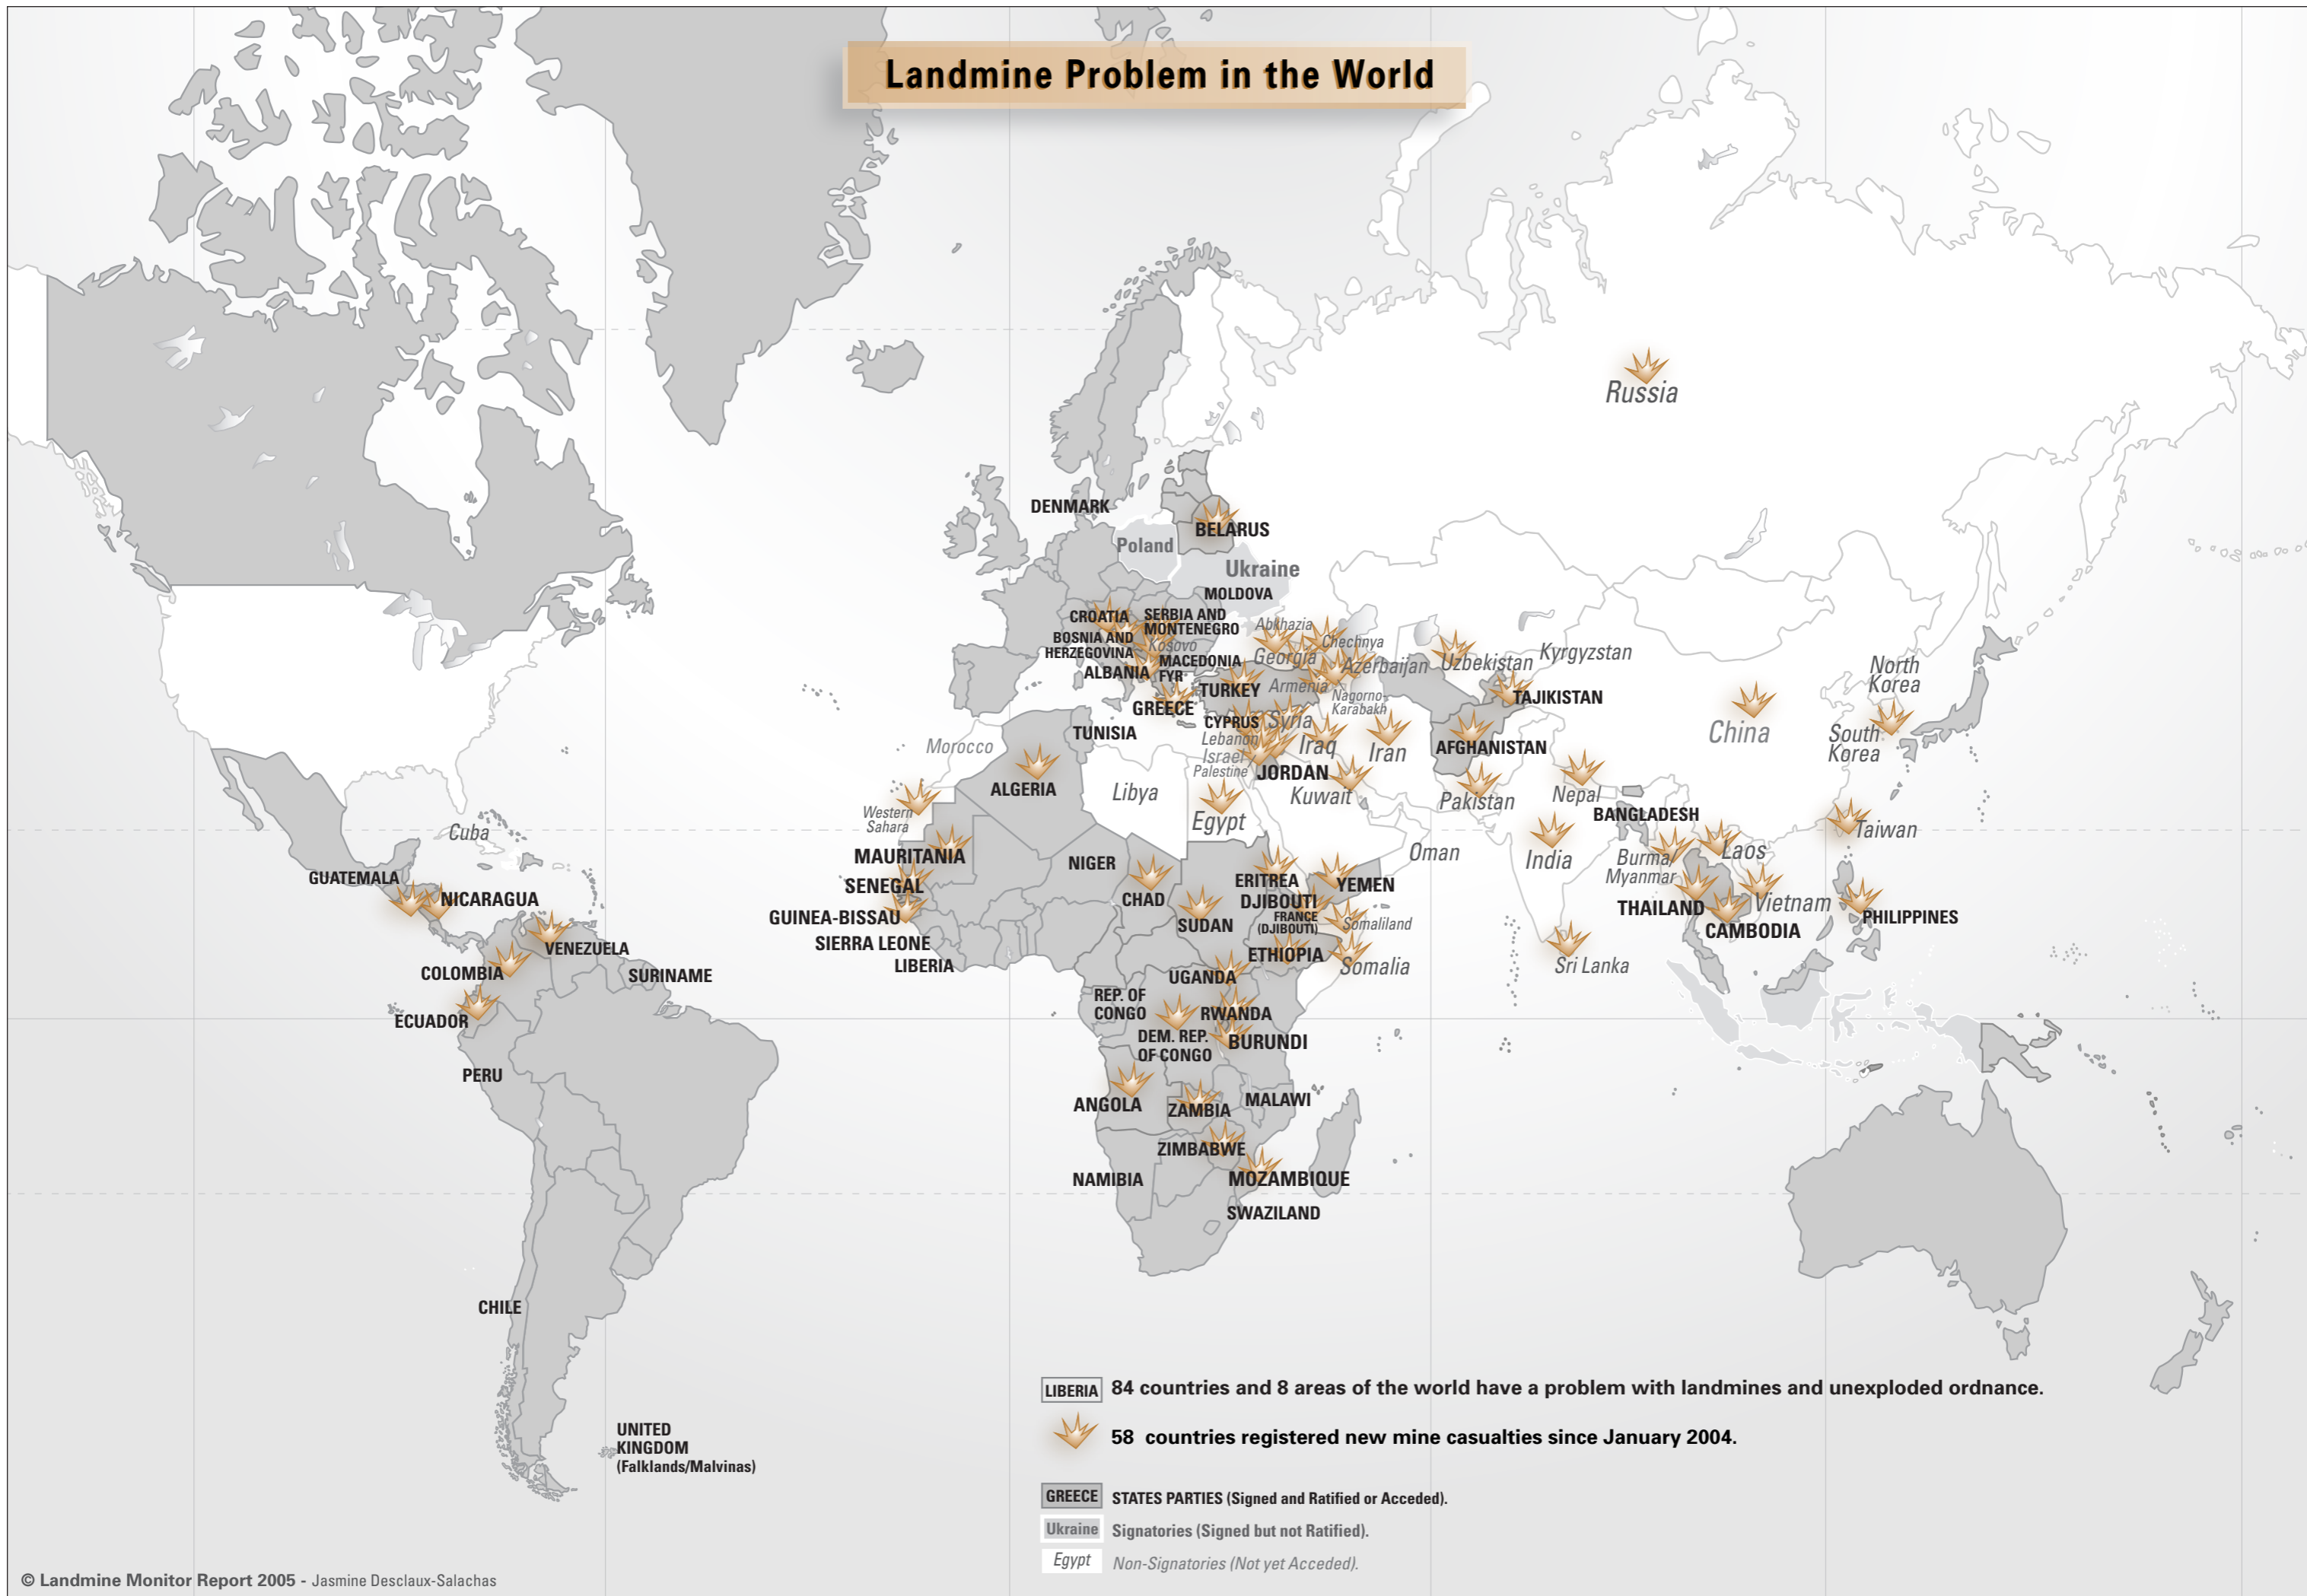 Landmine Problem in the World
Russia
DENMARK
BELARUS
Poland
Ukraine
MOLDOVA
CROATIA
SERBIA AND
MONTENEGRO
BOSNIA AND
HERZEGOVINA
Kosovo
MACEDONIA
FYR
ALBANIA
GREECE
TURKEY
Abkhazia
Chechnya
Georgia
Azerbaijan
Armenia
Nagorno-
Karabakh
Uzbekistan
Kyrgyzstan
TAJIKISTAN
North
Korea
South
Korea
China
CYPRUS
Syria
Lebanon
Israel
Palestine
JORDAN
Iraq
Iran
Kuwait
AFGHANISTAN
Pakistan
Nepal
BANGLADESH
India
Burma/
Myanmar
Laos
Taiwan
THAILAND
Vietnam
CAMBODIA
PHILIPPINES
Sri Lanka
Morocco
TUNISIA
ALGERIA
Libya
Egypt
Western
Sahara
MAURITANIA
SENEGAL
GUINEA-BISSAU
SIERRA LEONE
LIBERIA
NIGER
CHAD
SUDAN
ERITREA
DJIBOUTI
FRANCE
(DJIBOUTI)
YEMEN
Oman
Somaliland
ETHIOPIA
Somalia
UGANDA
REP. OF
CONGO
RWANDA
DEM. REP.
OF CONGO
BURUNDI
ANGOLA
ZAMBIA
MALAWI
ZIMBABWE
NAMIBIA
MOZAMBIQUE
SWAZILAND
Cuba
GUATEMALA
NICARAGUA
VENEZUELA
COLOMBIA
SURINAME
ECUADOR
PERU
CHILE
UNITED
KINGDOM
(Falklands/Malvinas)
LIBERIA 84 countries and 8 areas of the world have a problem with landmines and unexploded ordnance.
58 countries registered new mine casualties since January 2004.
GREECE STATES PARTIES (Signed and Ratified or Acceded).
Ukraine Signatories (Signed but not Ratified).
Egypt Non-Signatories (Not yet Acceded).
© Landmine Monitor Report 2005 - Jasmine Desclaux-Salachas